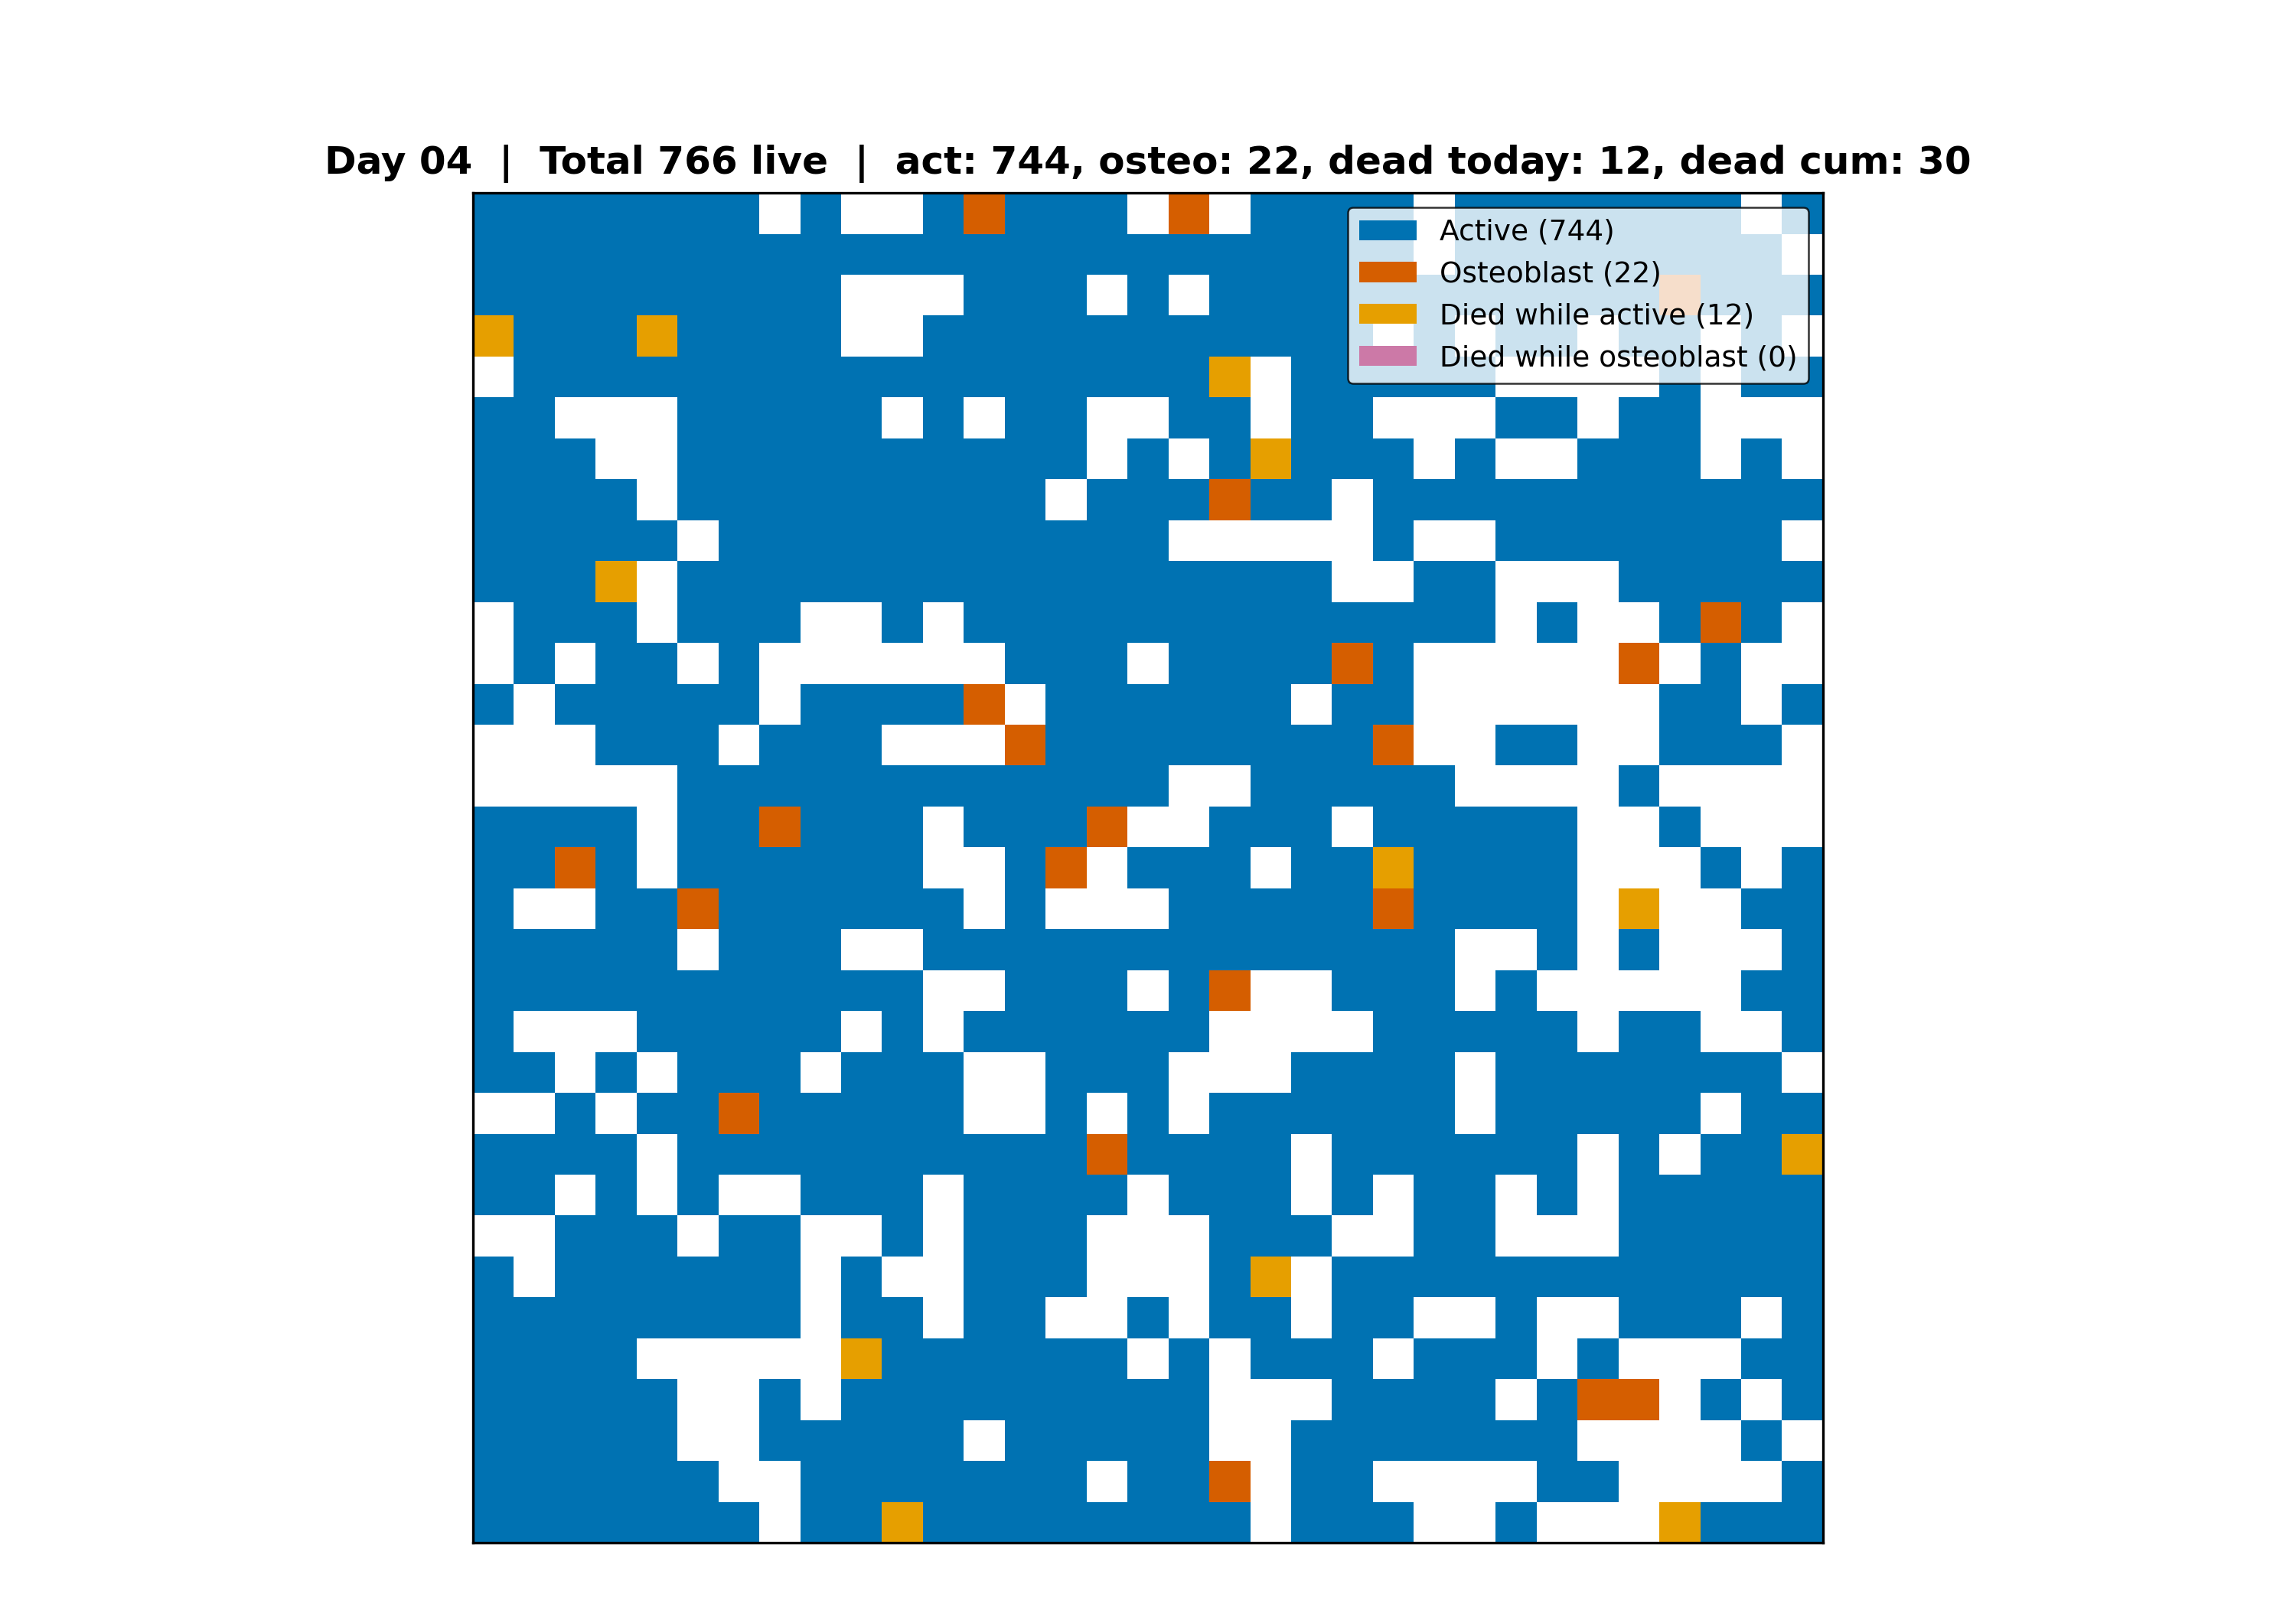 Day 04 | Total 766 live | act: 744, osteo: 22, dead today: 12, dead cum: 30
Active (744)
Osteoblast (22)
Died while active (12)
Died while osteoblast (0)